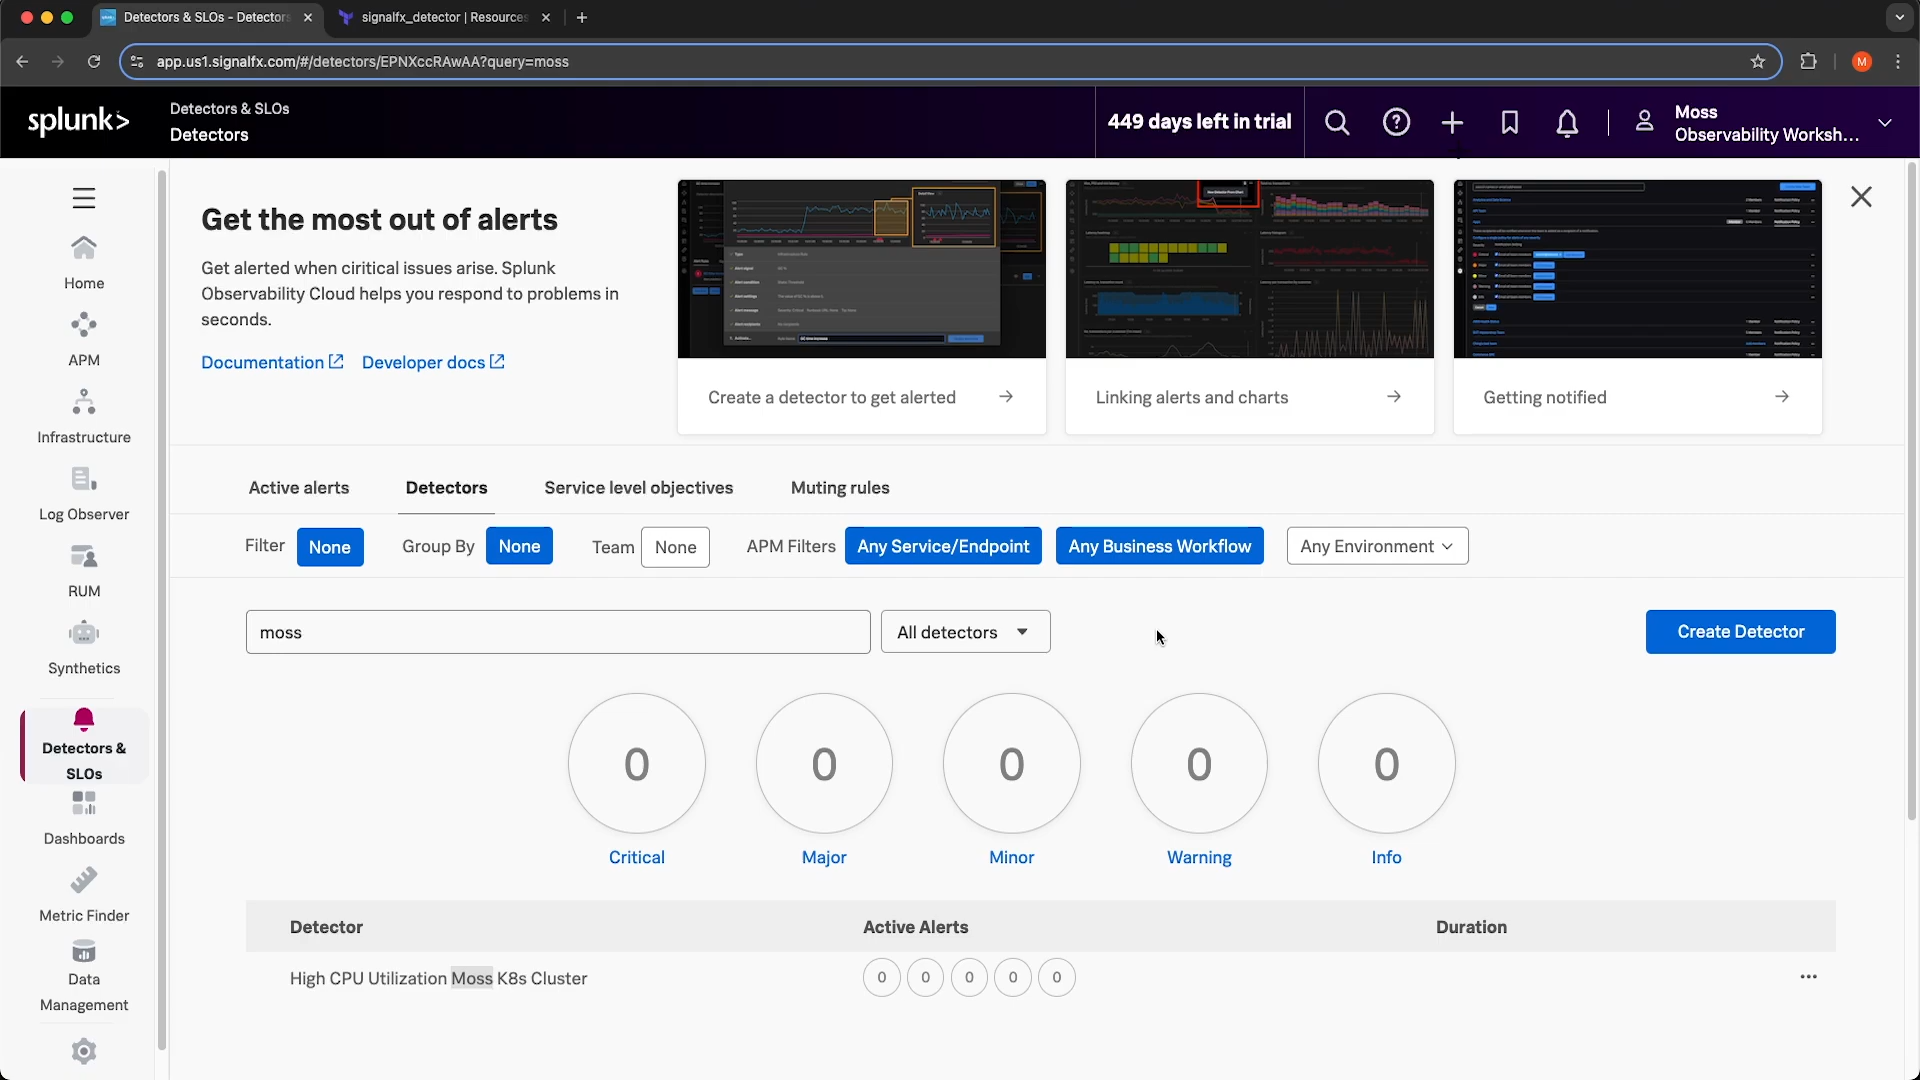 Detectors & SLOs - Detectors
signalfx_detector | Resources
app.us1.signalfx.com/#/detectors/EPNXccRAwAA?query=moss
M
splunk>
Detectors & SLOs
Detectors
449 days left in trial
Moss
Observability Worksh...
Home
APM
Infrastructure
Log Observer
RUM
Synthetics
Detectors &
SLOs
Dashboards
Metric Finder
Data
Management
Get the most out of alerts
Get alerted when ciritical issues arise. Splunk
Observability Cloud helps you respond to problems in
seconds.
Documentation
Developer docs
Create a detector to get alerted
Linking alerts and charts
Getting notified
Active alerts
Detectors
Service level objectives
Muting rules
Filter None Group By None Team None APM Filters Any Service/Endpoint Any Business Workflow Any Environment
moss
All detectors
Create Detector
0 0 0 0 0
Critical Major Minor Warning Info
Detector Active Alerts Duration
High CPU Utilization Moss K8s Cluster 0 0 0 0 0